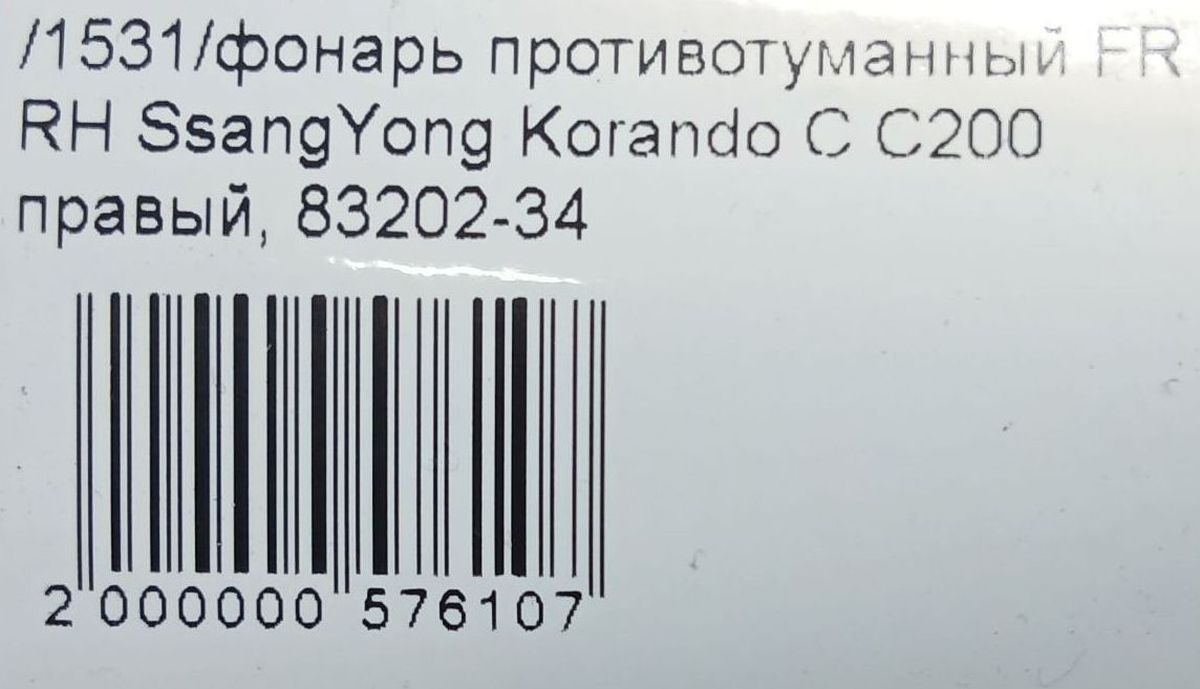 /1531/фонарь противотуманный FR
RH SsangYong Korando C C200
правый, 83202-34
2 000000 576107